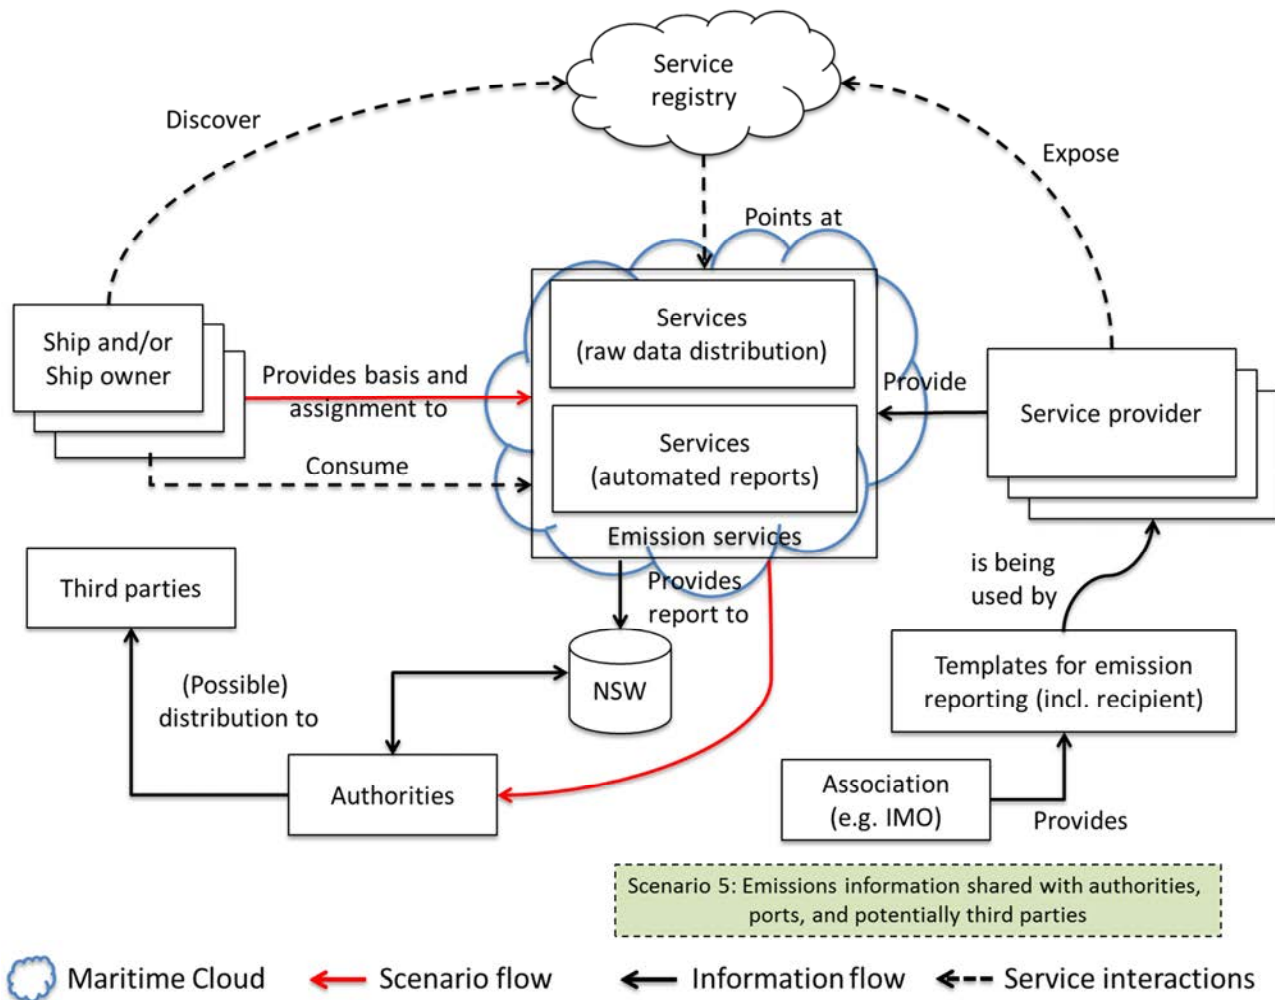 Service
registry
Discover
Expose
Points at
Services
(raw data distribution)
Ship and/or
Ship owner
Provides basis and
assignment to
Provide
Service provider
Services
(automated reports)
Consume
Emission services
Third parties
Provides
report to
is being
used by
(Possible)
distribution to
NSW
Templates for emission
reporting (incl. recipient)
Authorities
Association
(e.g. IMO)
Provides
Scenario 5: Emissions information shared with authorities,
ports, and potentially third parties
Maritime Cloud
Scenario flow
Information flow
Service interactions